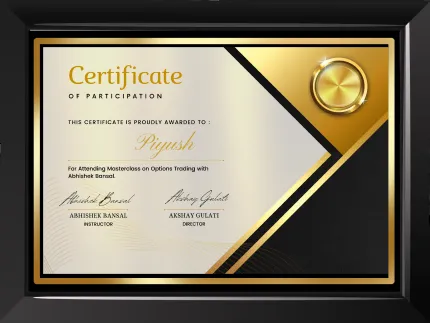 Certificate
OF PARTICIPATION
THIS CERTIFICATE IS PROUDLY AWARDED TO :
Piyush
For Attending Masterclass on Options Trading with
Abhishek Bansal.
Abhishek Bansal Akshay Gulati
ABHISHEK BANSAL AKSHAY GULATI
INSTRUCTOR DIRECTOR